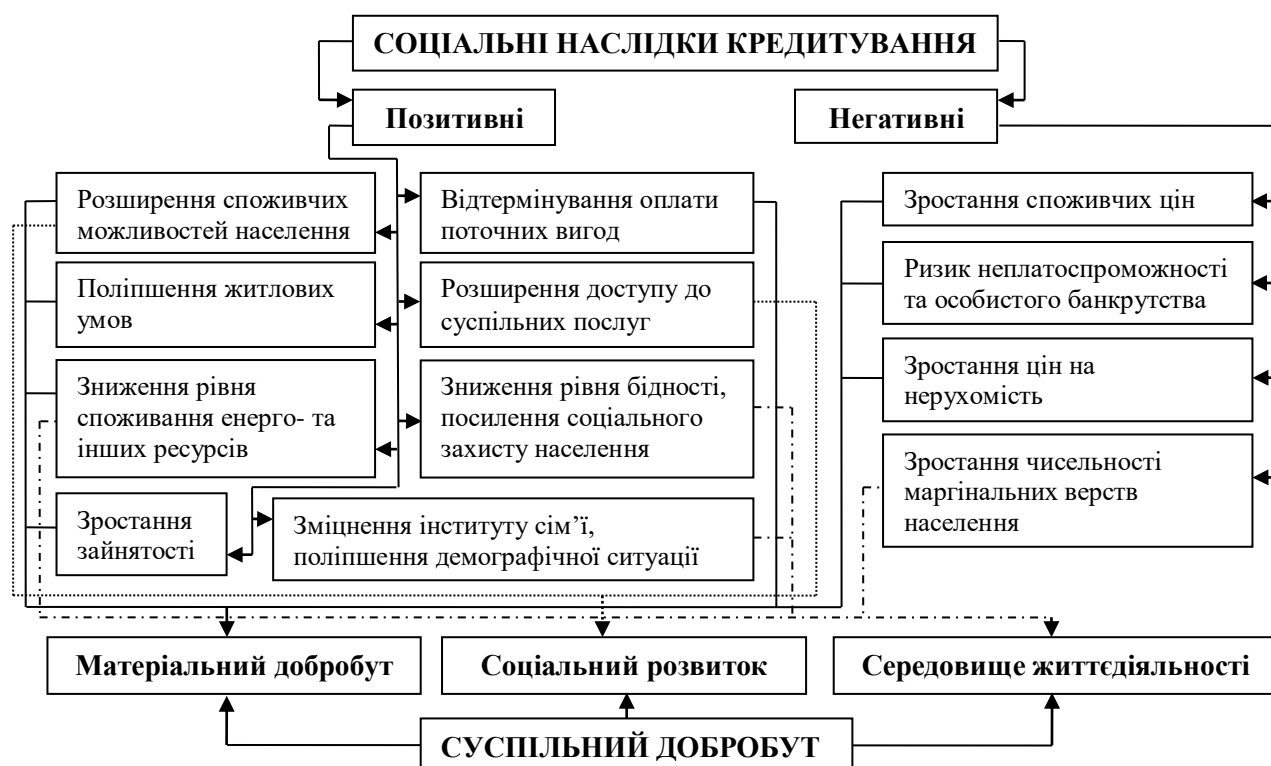 СОЦІАЛЬНІ НАСЛІДКИ КРЕДИТУВАННЯ
Позитивні
Негативні
Розширення споживчих
можливостей населення
Відтермінування оплати
поточних вигод
Зростання споживчих цін
Поліпшення житлових
умов
Розширення доступу до
суспільних послуг
Ризик неплатоспроможності
та особистого банкрутства
Зниження рівня
споживання енерго- та
інших ресурсів
Зниження рівня бідності,
посилення соціального
захисту населення
Зростання цін на
нерухомість
Зростання чисельності
маргінальних верств
населення
Зростання
зайнятості
Зміцнення інституту сім’ї,
поліпшення демографічної ситуації
Матеріальний добробут
Соціальний розвиток
Середовище життєдіяльності
СУСПІЛЬНИЙ ДОБРОБУТ